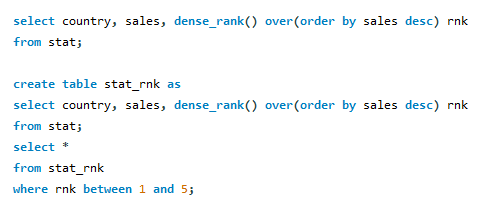 select country, sales, dense_rank() over(order by sales desc) rnk
from stat;
create table stat_rnk as
select country, sales, dense_rank() over(order by sales desc) rnk
from stat;
select *
from stat_rnk
where rnk between 1 and 5;